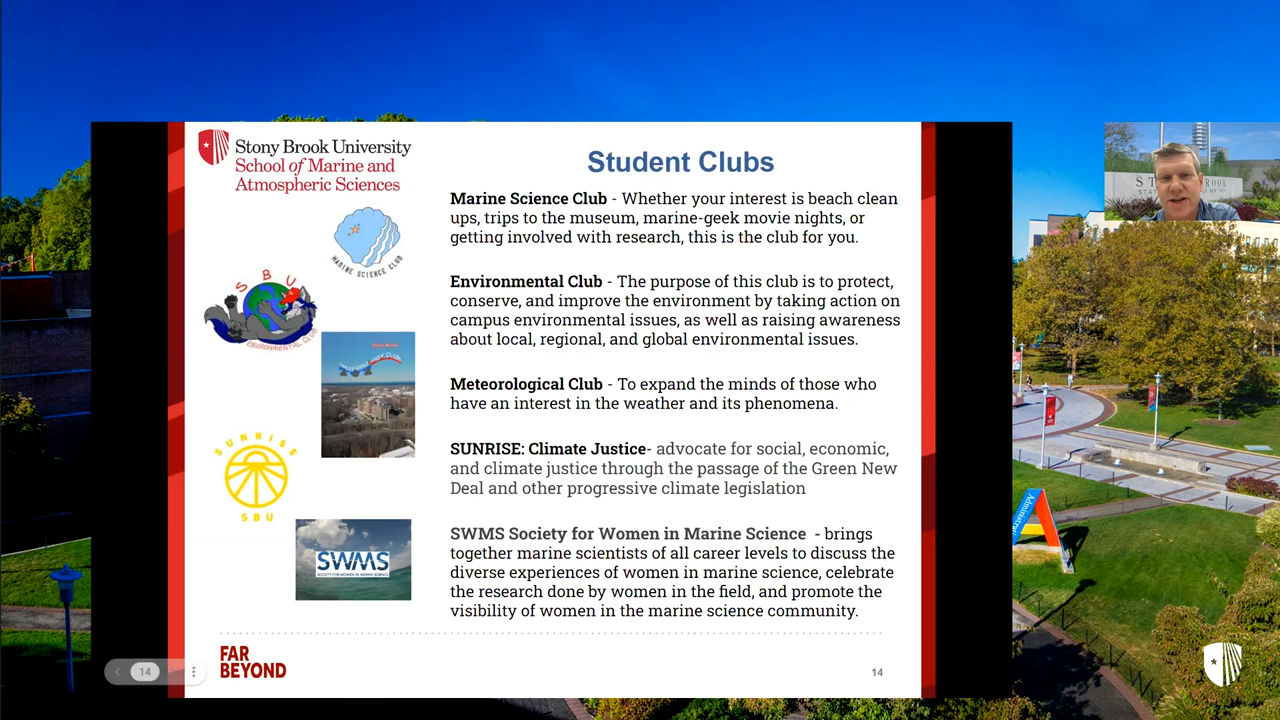 Stony Brook University
School of Marine and
Atmospheric Sciences
Student Clubs
Marine Science Club - Whether your interest is beach clean
ups, trips to the museum, marine-geek movie nights, or
getting involved with research, this is the club for you.
MARINE SCIENCE CLUB
Environmental Club - The purpose of this club is to protect,
conserve, and improve the environment by taking action on
campus environmental issues, as well as raising awareness
about local, regional, and global environmental issues.
SBU
ENVIRONMENTAL CLUB
Meteorological Club - To expand the minds of those who
have an interest in the weather and its phenomena.
SUNRISE: Climate Justice- advocate for social, economic,
and climate justice through the passage of the Green New
Deal and other progressive climate legislation
SUNRISE
SBU
SWMS Society for Women in Marine Science - brings
together marine scientists of all career levels to discuss the
diverse experiences of women in marine science, celebrate
the research done by women in the field, and promote the
visibility of women in the marine science community.
SWMS
SOCIETY FOR WOMEN IN MARINE SCIENCE
FAR
BEYOND
14
14